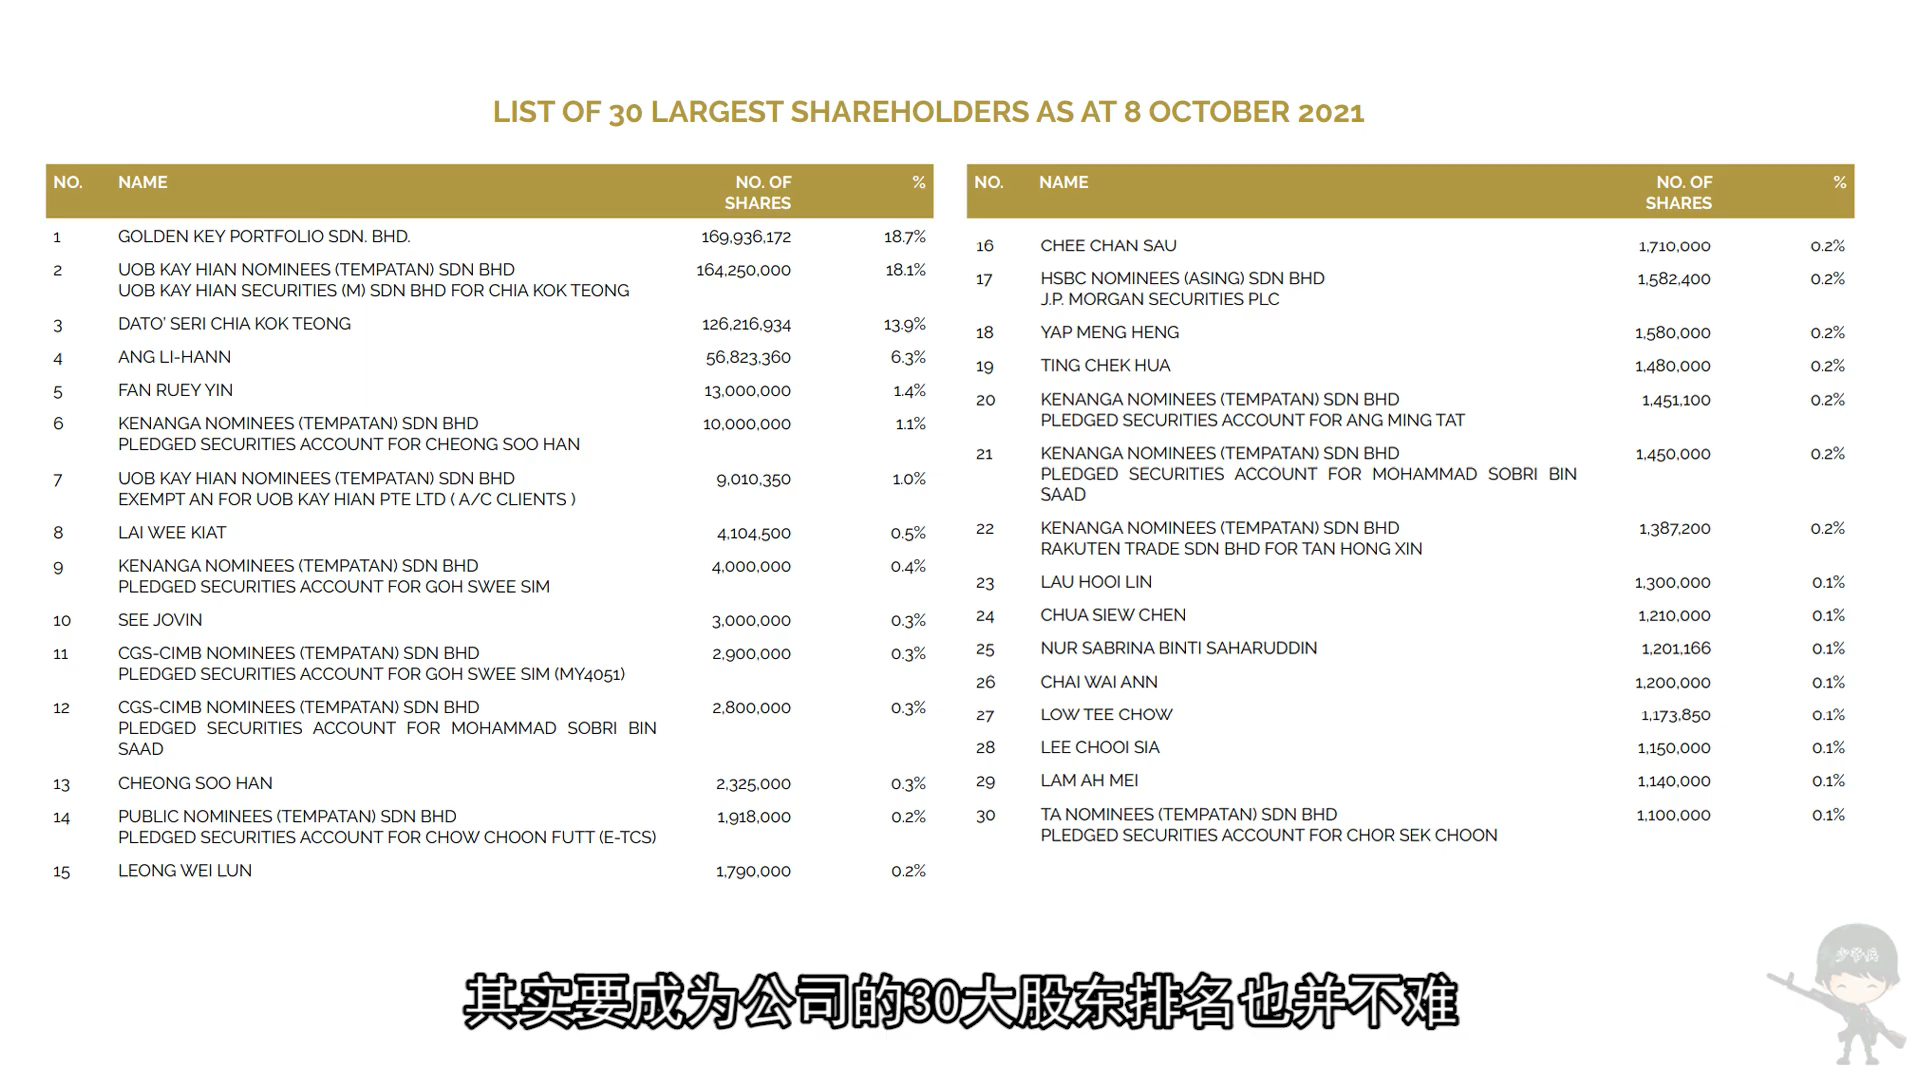 LIST OF 30 LARGEST SHAREHOLDERS AS AT 8 OCTOBER 2021
NO. NAME NO. OF SHARES %
1 GOLDEN KEY PORTFOLIO SDN. BHD. 169,936,172 18.7%
2 UOB KAY HIAN NOMINEES (TEMPATAN) SDN BHD 164,250,000 18.1%
UOB KAY HIAN SECURITIES (M) SDN BHD FOR CHIA KOK TEONG
3 DATO' SERI CHIA KOK TEONG 126,216,934 13.9%
4 ANG LI-HANN 56,823,360 6.3%
5 FAN RUEY YIN 13,000,000 1.4%
6 KENANGA NOMINEES (TEMPATAN) SDN BHD 10,000,000 1.1%
PLEDGED SECURITIES ACCOUNT FOR CHEONG SOO HAN
7 UOB KAY HIAN NOMINEES (TEMPATAN) SDN BHD 9,010,350 1.0%
EXEMPT AN FOR UOB KAY HIAN PTE LTD ( A/C CLIENTS )
8 LAI WEE KIAT 4,104,500 0.5%
9 KENANGA NOMINEES (TEMPATAN) SDN BHD 4,000,000 0.4%
PLEDGED SECURITIES ACCOUNT FOR GOH SWEE SIM
10 SEE JOVIN 3,000,000 0.3%
11 CGS-CIMB NOMINEES (TEMPATAN) SDN BHD 2,900,000 0.3%
PLEDGED SECURITIES ACCOUNT FOR GOH SWEE SIM (MY4051)
12 CGS-CIMB NOMINEES (TEMPATAN) SDN BHD 2,800,000 0.3%
PLEDGED SECURITIES ACCOUNT FOR MOHAMMAD SOBRI BIN
SAAD
13 CHEONG SOO HAN 2,325,000 0.3%
14 PUBLIC NOMINEES (TEMPATAN) SDN BHD 1,918,000 0.2%
PLEDGED SECURITIES ACCOUNT FOR CHOW CHOON FUTT (E-TCS)
15 LEONG WEI LUN 1,790,000 0.2%
NO. NAME NO. OF SHARES %
16 CHEE CHAN SAU 1,710,000 0.2%
17 HSBC NOMINEES (ASING) SDN BHD 1,582,400 0.2%
J.P. MORGAN SECURITIES PLC
18 YAP MENG HENG 1,580,000 0.2%
19 TING CHEK HUA 1,480,000 0.2%
20 KENANGA NOMINEES (TEMPATAN) SDN BHD 1,451,100 0.2%
PLEDGED SECURITIES ACCOUNT FOR ANG MING TAT
21 KENANGA NOMINEES (TEMPATAN) SDN BHD 1,450,000 0.2%
PLEDGED SECURITIES ACCOUNT FOR MOHAMMAD SOBRI BIN
SAAD
22 KENANGA NOMINEES (TEMPATAN) SDN BHD 1,387,200 0.2%
RAKUTEN TRADE SDN BHD FOR TAN HONG XIN
23 LAU HOOI LIN 1,300,000 0.1%
24 CHUA SIEW CHEN 1,210,000 0.1%
25 NUR SABRINA BINTI SAHARUDDIN 1,201,166 0.1%
26 CHAI WAI ANN 1,200,000 0.1%
27 LOW TEE CHOW 1,173,850 0.1%
28 LEE CHOOI SIA 1,150,000 0.1%
29 LAM AH MEI 1,140,000 0.1%
30 TA NOMINEES (TEMPATAN) SDN BHD 1,100,000 0.1%
PLEDGED SECURITIES ACCOUNT FOR CHOR SEK CHOON
其实要成为公司的30大股东排名也并不难